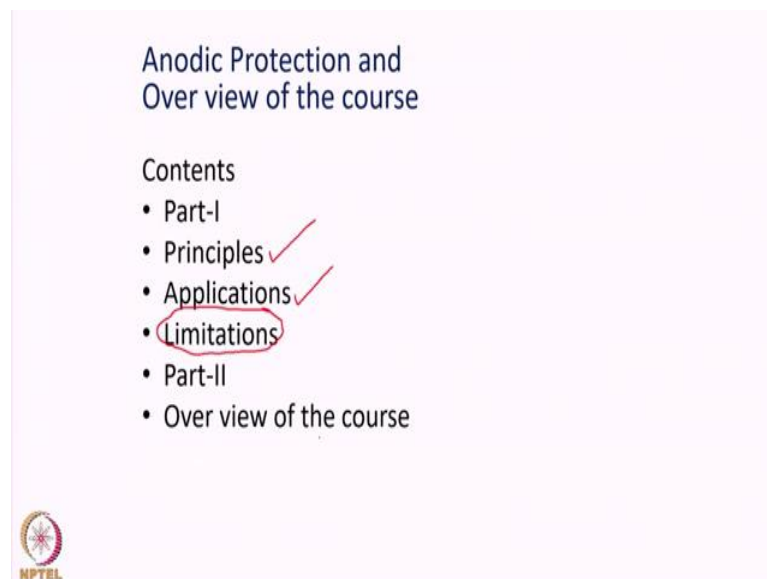 Anodic Protection and
Over view of the course
Contents
• Part-I
• Principles
• Applications
• Limitations
• Part-II
• Over view of the course
NPTEL